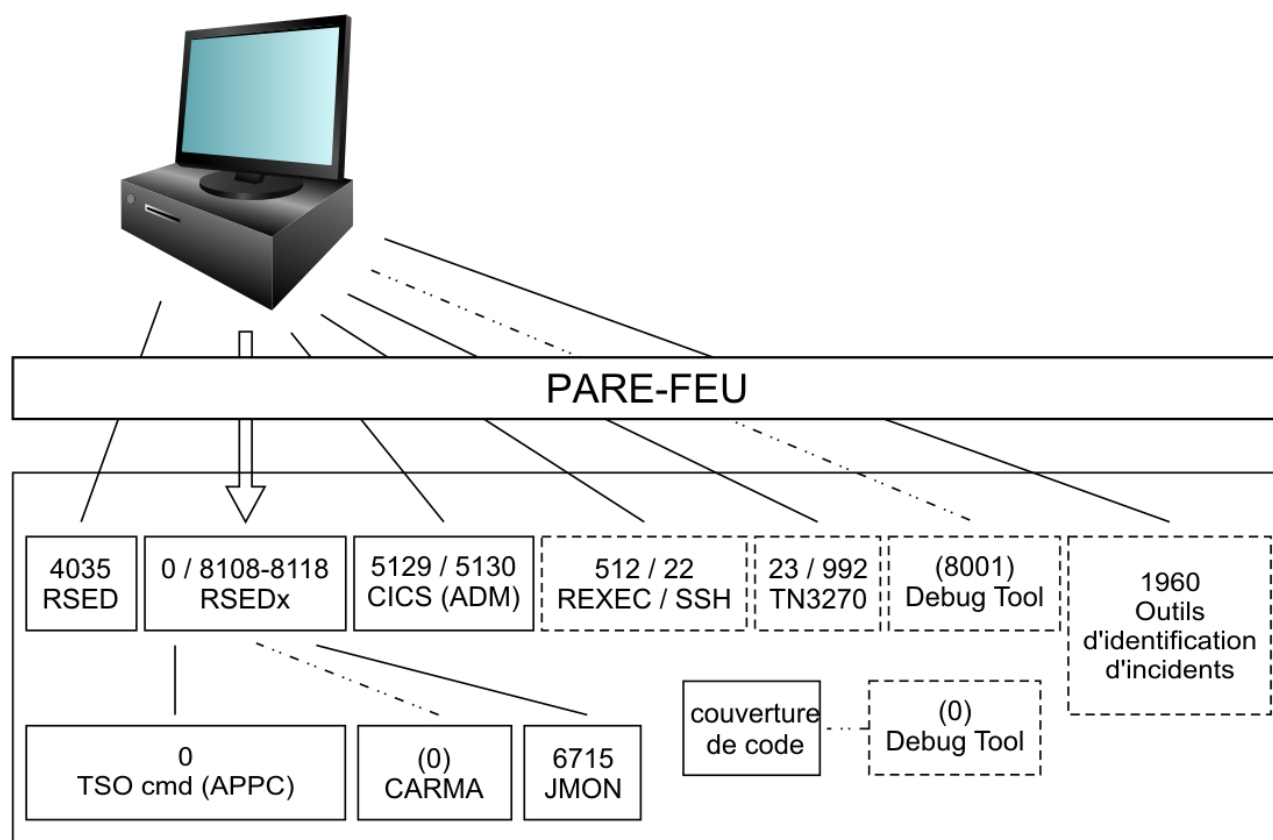 PARE-FEU
4035
RSED
0 / 8108-8118
RSEDx
5129 / 5130
CICS (ADM)
512 / 22
REXEC / SSH
23 / 992
TN3270
(8001)
Debug Tool
1960
Outils
d'identification
d'incidents
0
TSO cmd (APPC)
(0)
CARMA
6715
JMON
couverture
de code
(0)
Debug Tool